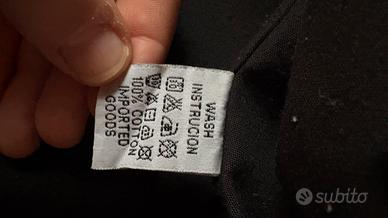 WASH
INSTRUCION
100% COTTON
IMPORTED
GOODS
subito